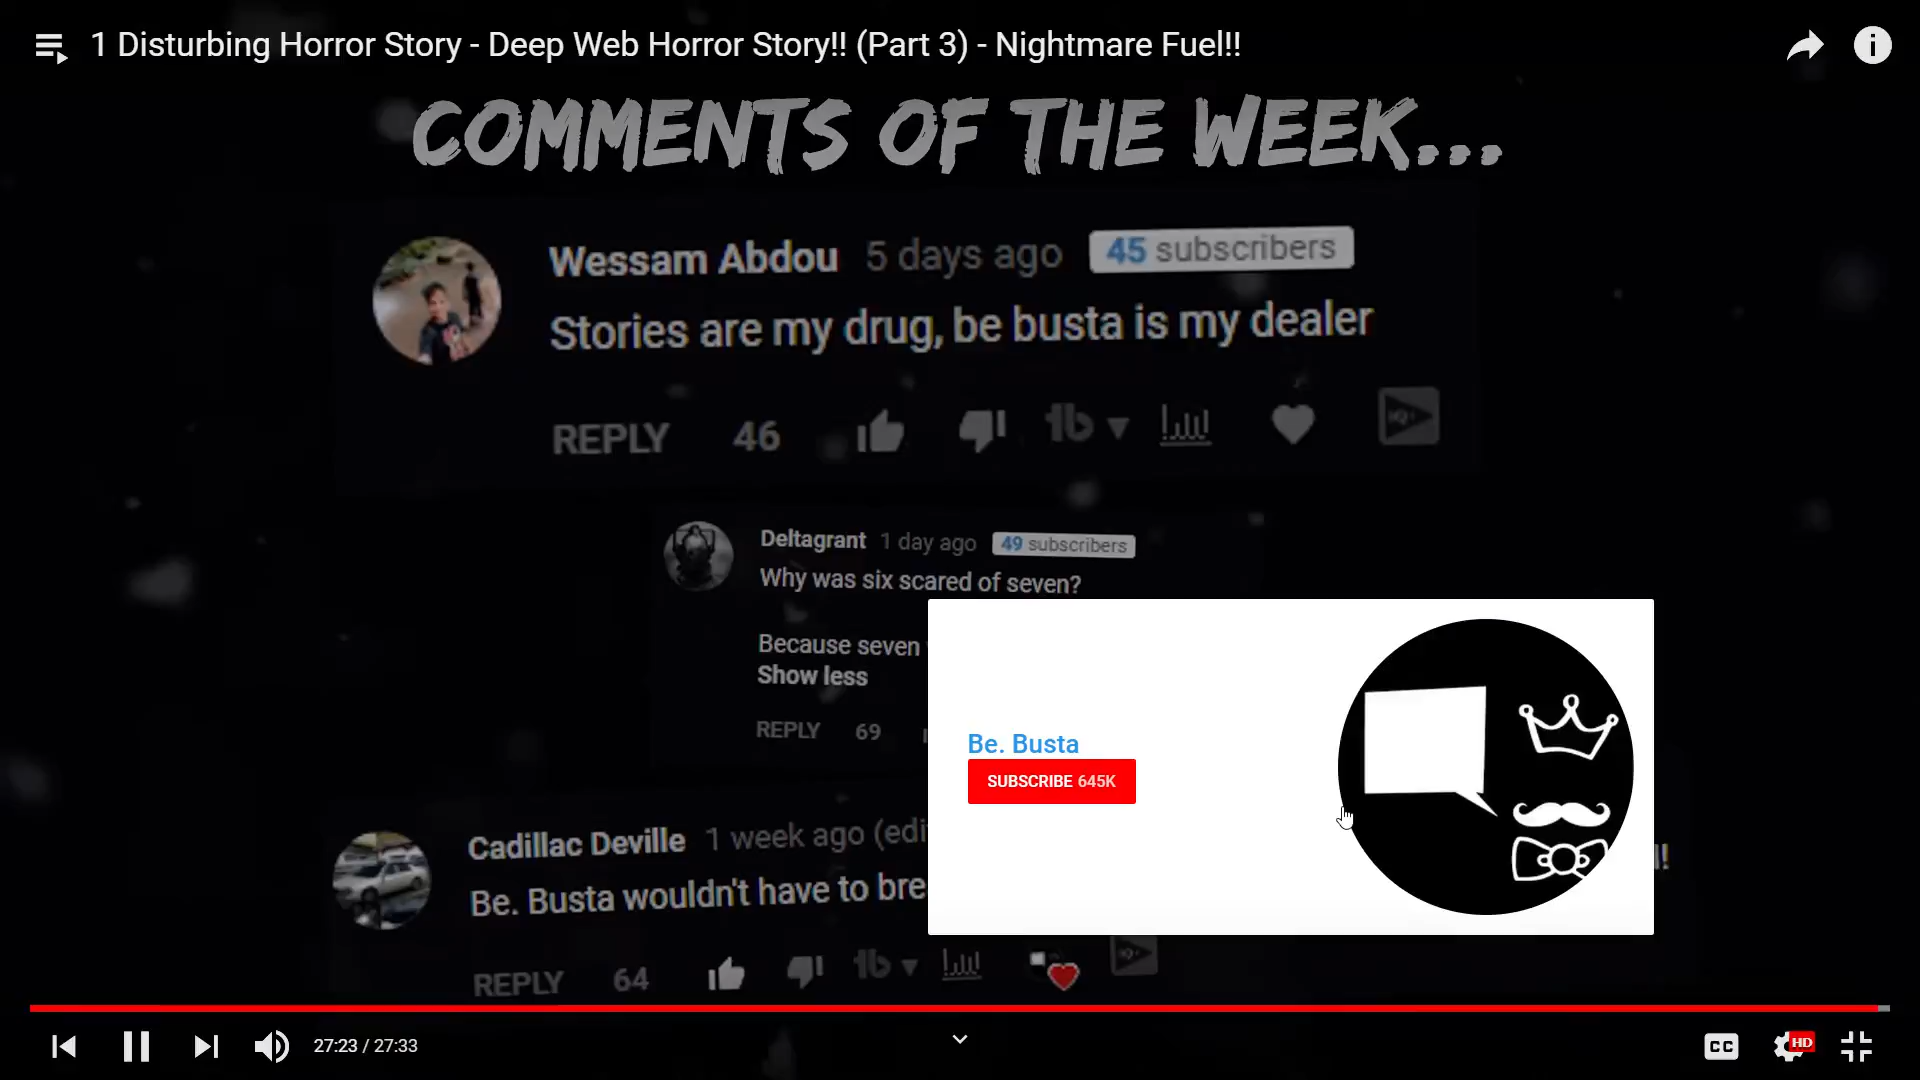 1 Disturbing Horror Story - Deep Web Horror Story!! (Part 3) - Nightmare Fuel!!
COMMENTS OF THE WEEK...
Wessam Abdou 5 days ago 45 subscribers
Stories are my drug, be busta is my dealer
REPLY 46
Deltagrant 1 day ago 49 subscribers
Why was six scared of seven?
Because seven
Show less
REPLY 69
Be. Busta
SUBSCRIBE 645K
Cadillac Deville 1 week ago
Be. Busta wouldn't have to
REPLY 64
27:23 / 27:33
CC
HD